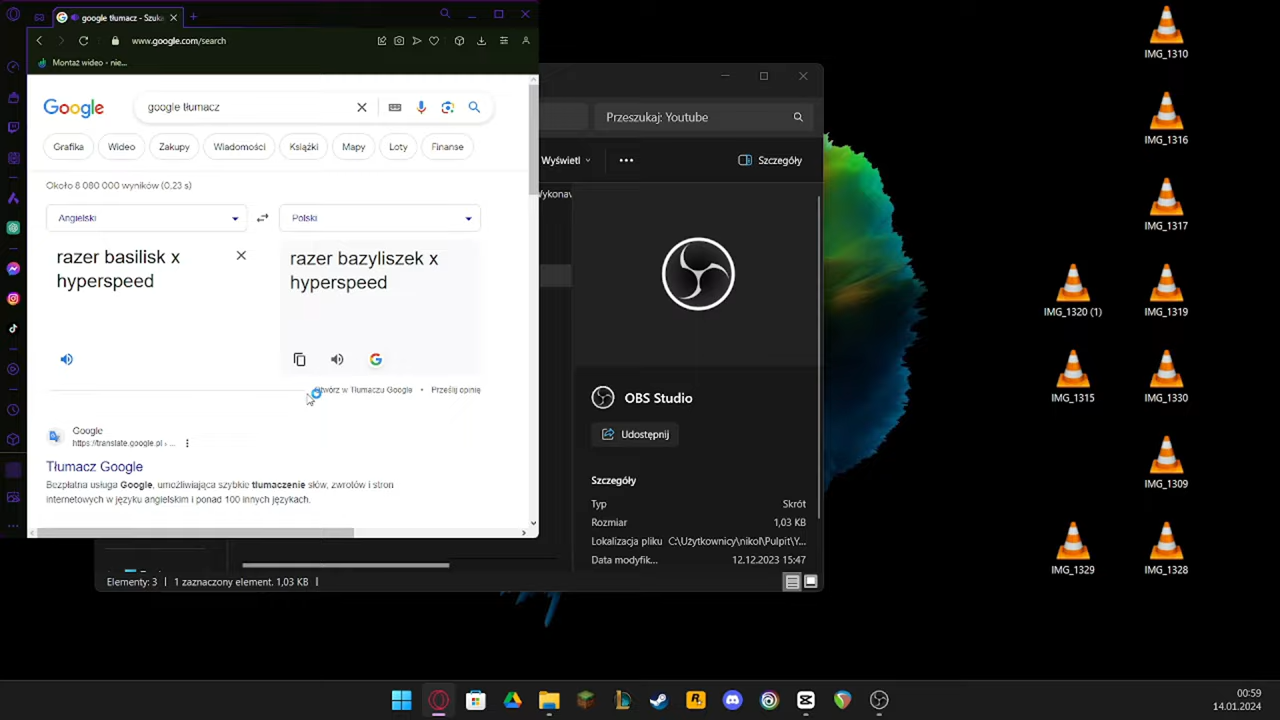 google tłumacz - Szuk
www.google.com/search
Montaż wideo - nie...
Google
google tłumacz
Grafika
Wideo
Zakupy
Wiadomości
Książki
Mapy
Loty
Finanse
Około 8 080 000 wyników (0,23 s)
Angielski
Polski
razer basilisk x
hyperspeed
razer bazyliszek x
hyperspeed
Otwórz w Tłumaczu Google • Prześlij opinię
Google
https://translate.google.pl › ...
Tłumacz Google
Bezpłatna usługa Google, umożliwiająca szybkie tłumaczenie słów, zwrotów i stron
internetowych w języku angielskim i ponad 100 innych językach.
Przeszukaj: Youtube
Wyświetl
Szczegóły
OBS Studio
Udostępnij
Szczegóły
Typ Skrót
Rozmiar 1,03 KB
Lokalizacja pliku C:\Użytkownicy\nikol\Pulpit\Y...
Data modyfik... 12.12.2023 15:47
Elementy: 3 | 1 zaznaczony element. 1,03 KB |
IMG_1310
IMG_1316
IMG_1317
IMG_1320 (1)
IMG_1319
IMG_1315
IMG_1330
IMG_1309
IMG_1329
IMG_1328
00:59
14.01.2024